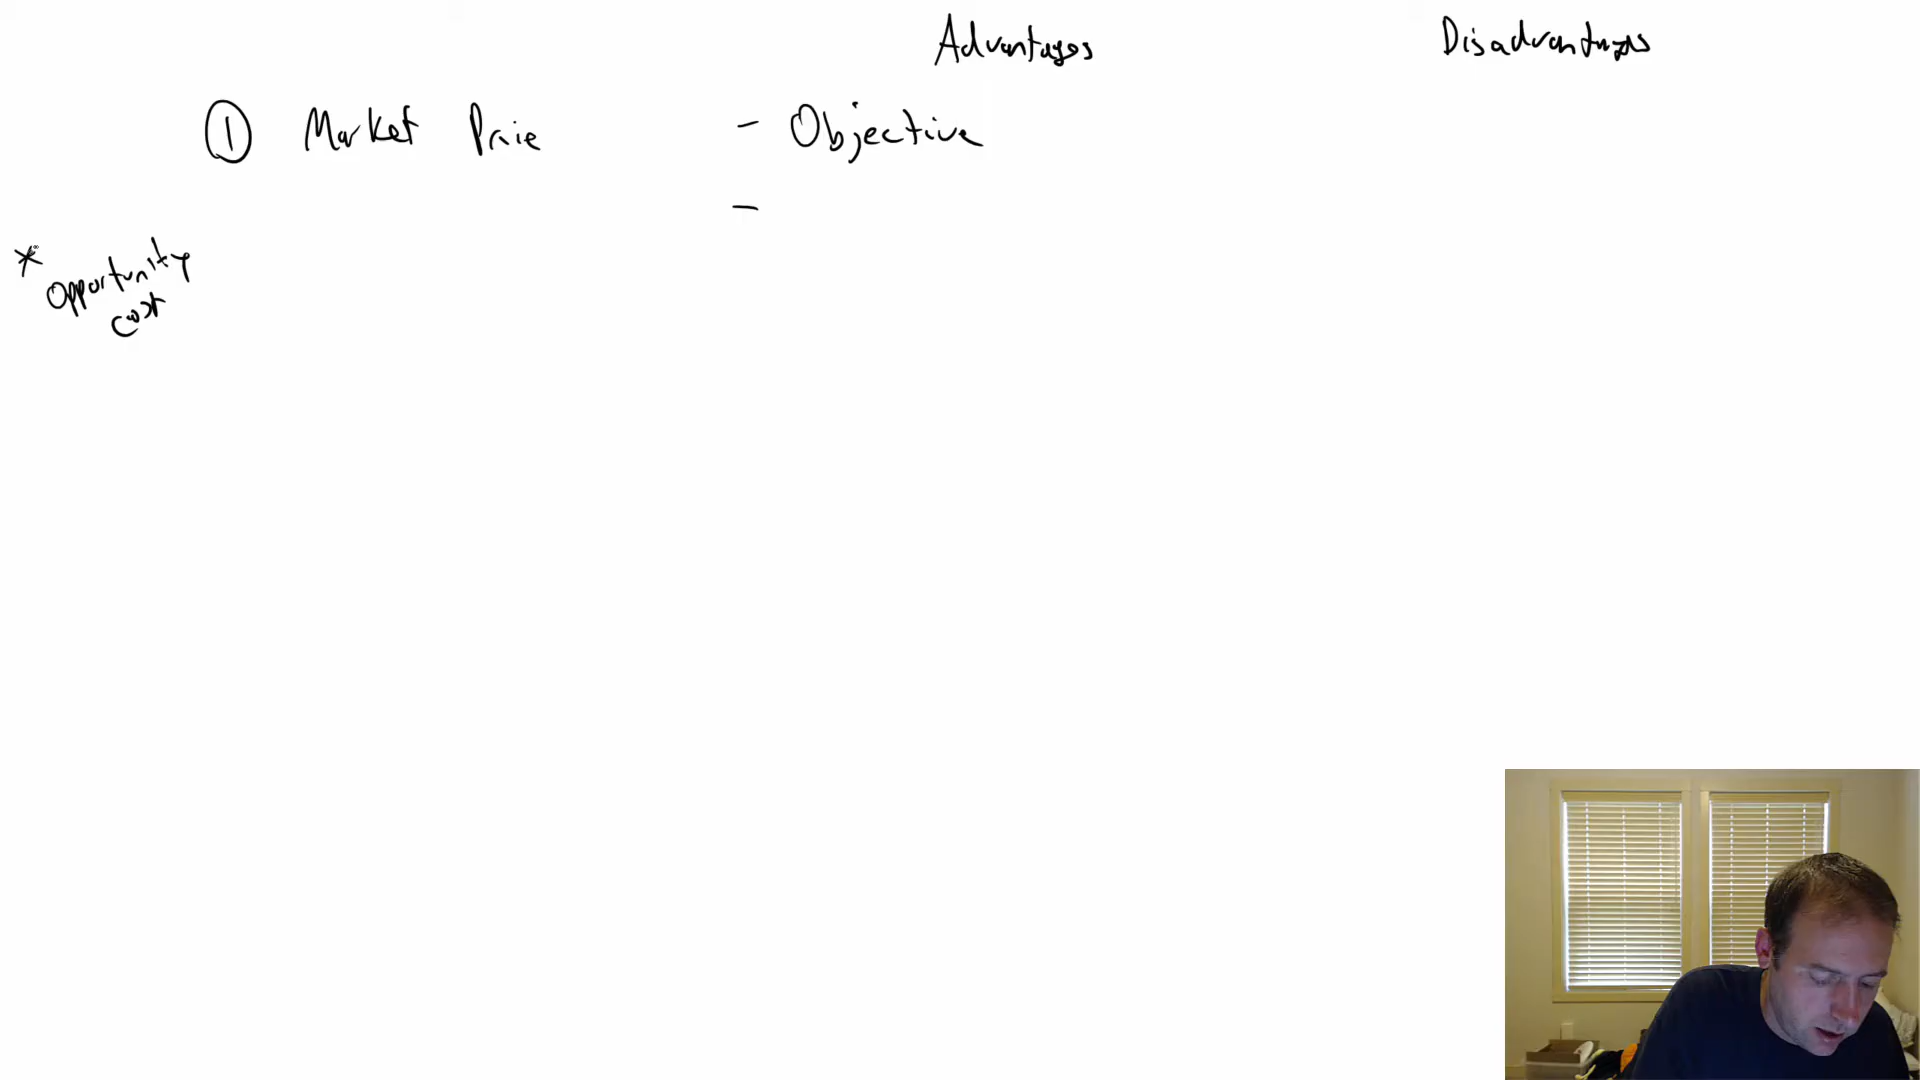 Advantages Disadvantages
① Market Price - Objective
-
* Opportunity
cost